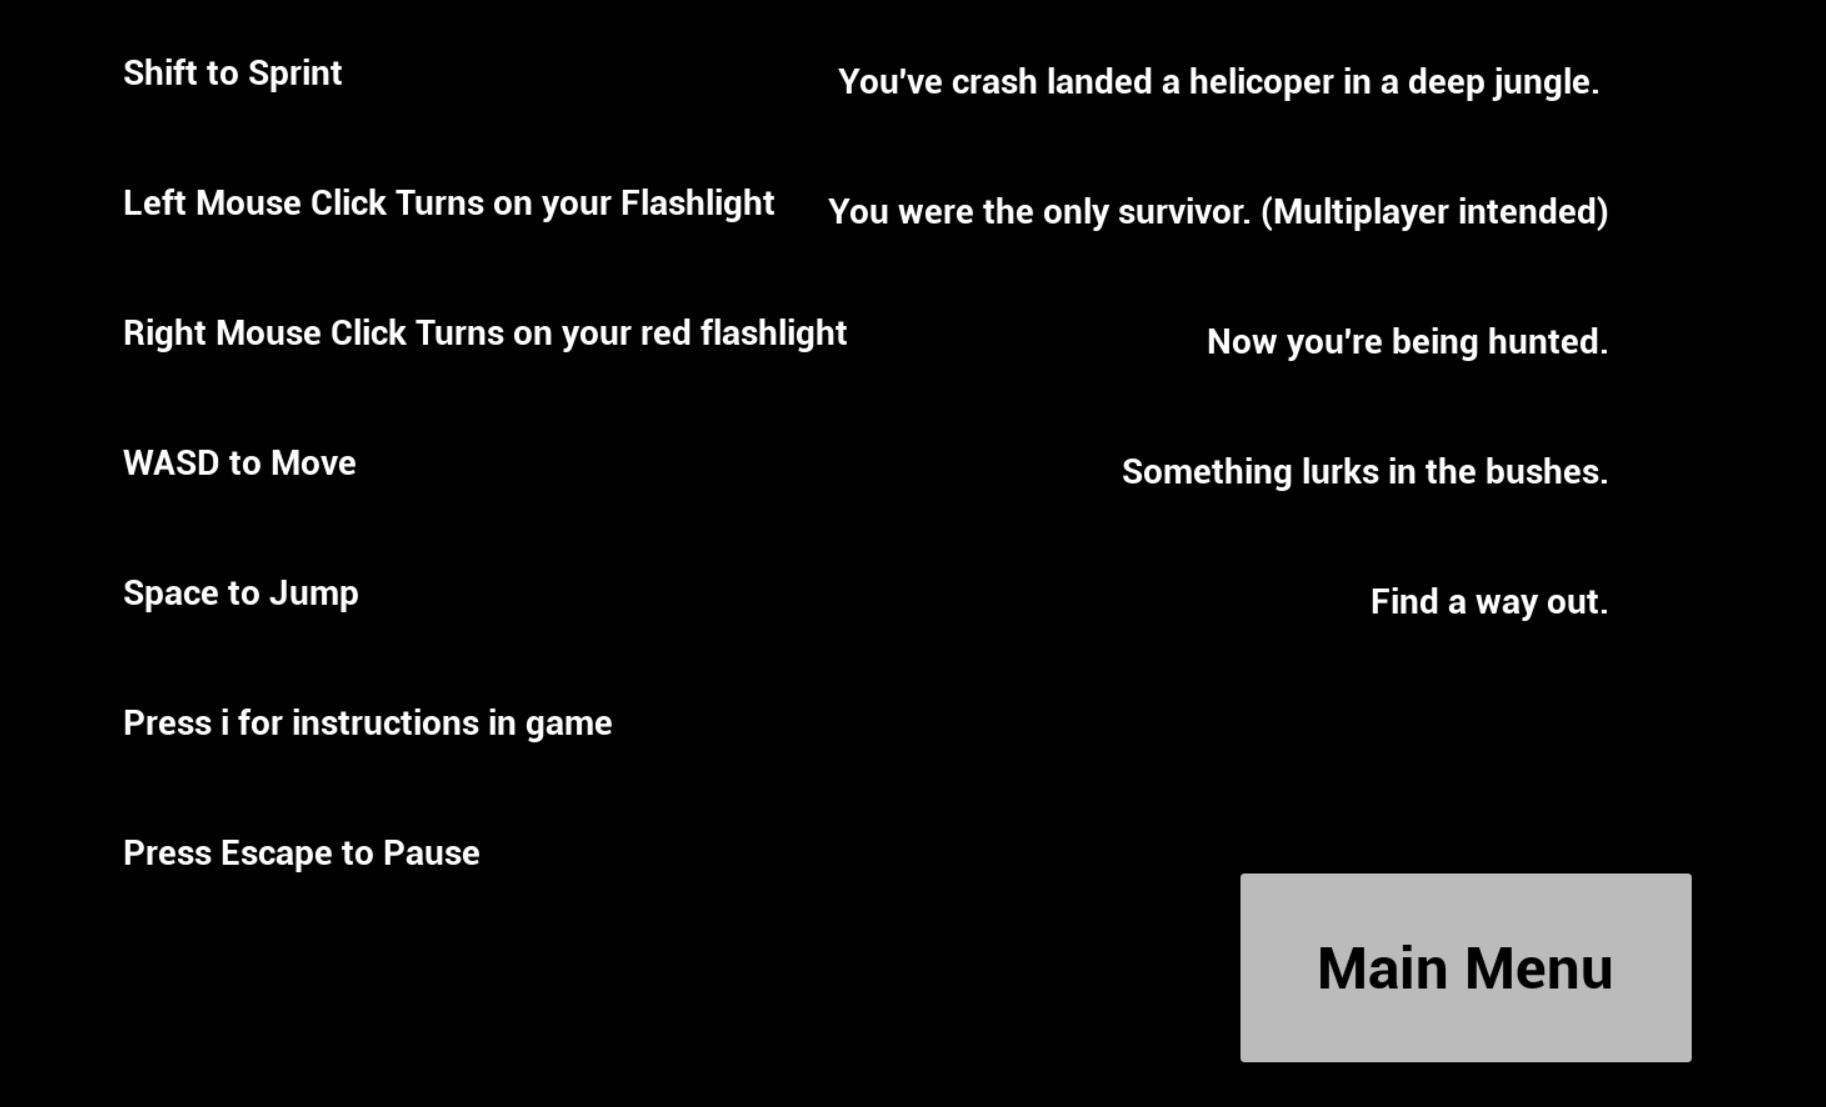 Shift to Sprint
Left Mouse Click Turns on your Flashlight
Right Mouse Click Turns on your red flashlight
WASD to Move
Space to Jump
Press i for instructions in game
Press Escape to Pause
You've crash landed a helicoper in a deep jungle.
You were the only survivor. (Multiplayer intended)
Now you're being hunted.
Something lurks in the bushes.
Find a way out.
Main Menu